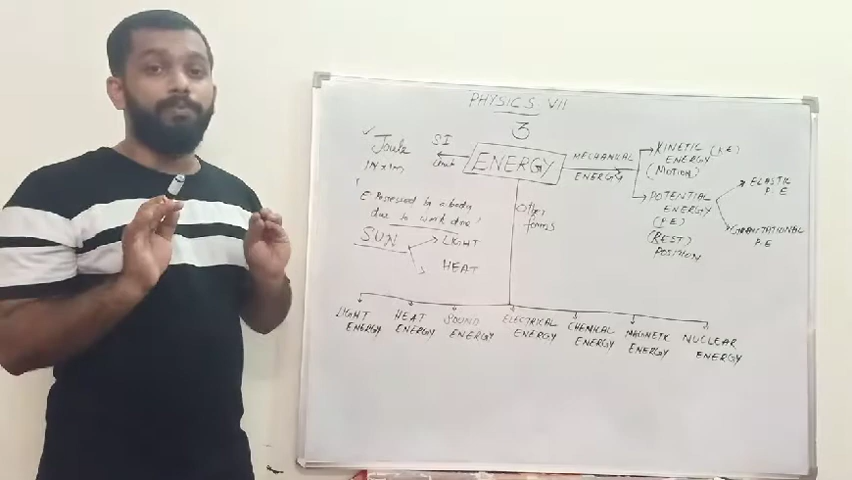 PHYSICS VII
3
ENERGY
SI
Unit
Joule
1N x 1m
E Possessed by a body
due to work done!
SUN
LIGHT
HEAT
MECHANICAL
ENERGY
KINETIC (K.E)
ENERGY
(MOTION)
POTENTIAL
ENERGY
(P.E)
(REST)
POSITION
ELASTIC
P.E
GRAVITATIONAL
P.E
Other
forms
LIGHT
ENERGY
HEAT
ENERGY
SOUND
ENERGY
ELECTRICAL
ENERGY
CHEMICAL
ENERGY
MAGNETIC
ENERGY
NUCLEAR
ENERGY